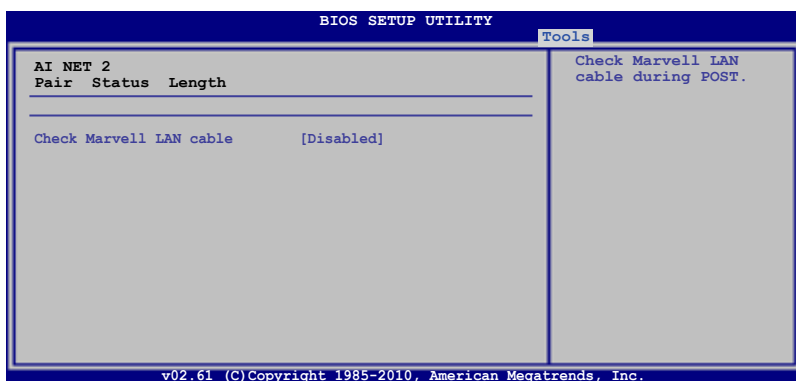 BIOS SETUP UTILITY
Tools
AI NET 2
Pair Status Length
Check Marvell LAN cable [Disabled]
Check Marvell LAN
cable during POST.
v02.61 (C)Copyright 1985-2010, American Megatrends, Inc.